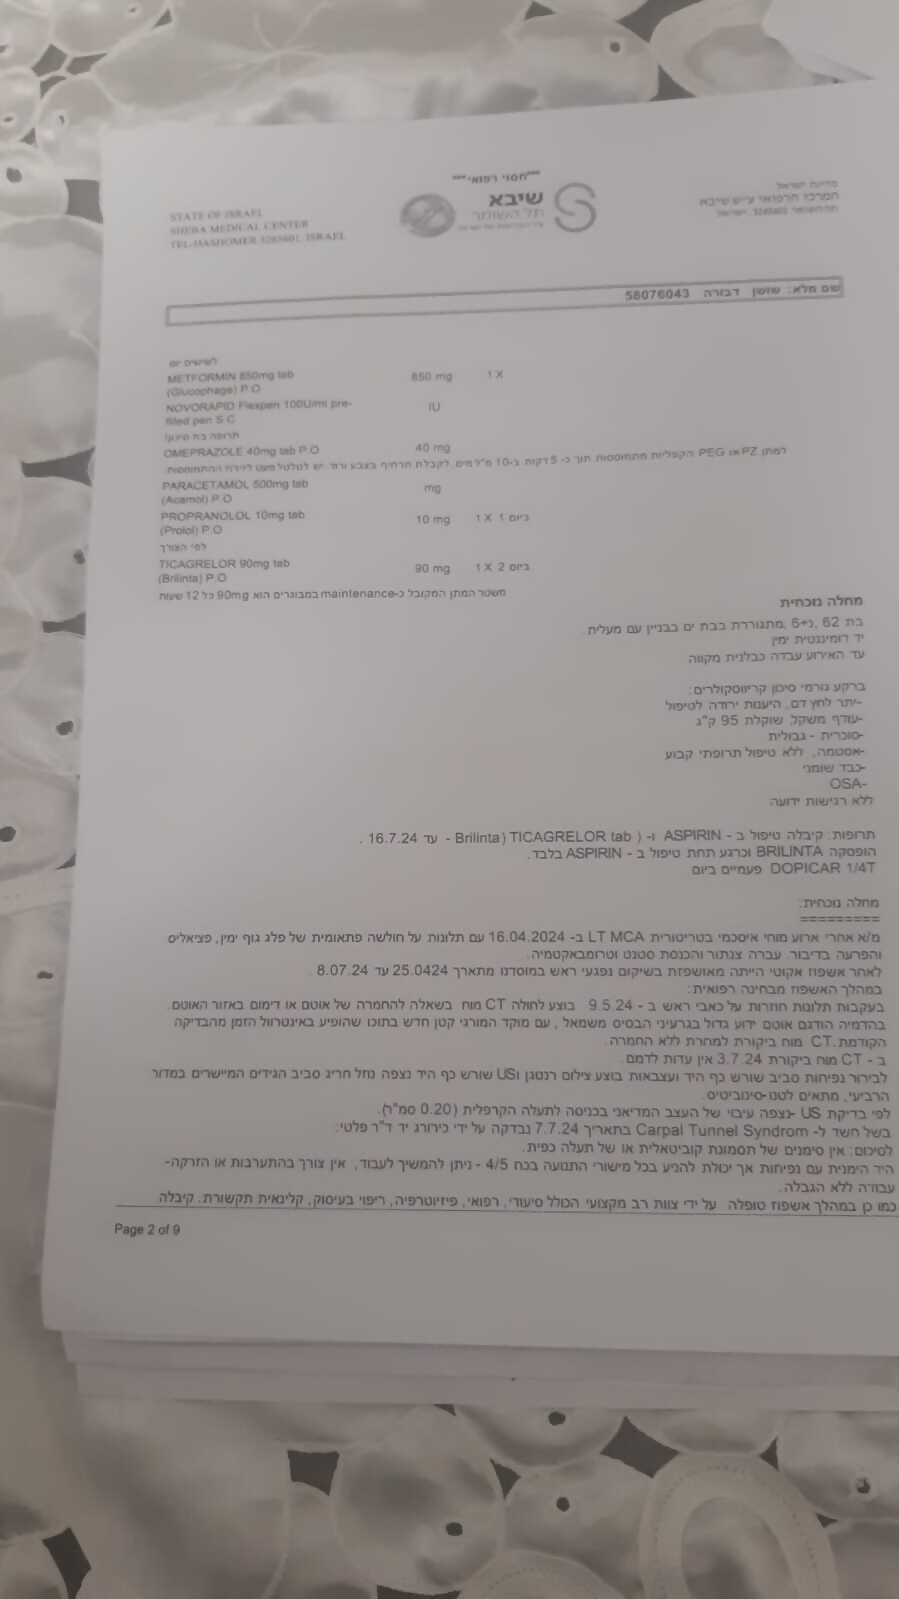 ***חסוי רפואי***
STATE OF ISRAEL
SHEBA MEDICAL CENTER
TEL-HASHOMER 5265601, ISRAEL
שיבא
תל השומר
מדינת ישראל
המרכז הרפואי ע״ש שיבא
שם מלא: שושן דבורה 58076043
לשישים יום
METFORMIN 850mg tab 850 mg 1 X
(Glucophage) P.O
NOVORAPID Flexpen 100U/ml pre- IU
filled pen S.C
OMEPRAZOLE 40mg tab P.O 40 mg
למתן PZ או PEG: הקפליות מתמוססות תוך כ- 5 דקות ב-10 מ"ל מים, לקבלת תרחיף בצבע ורוד. יש לטלטל מעט לזירוז ההתמוססות.
PARACETAMOL 500mg tab mg
(Acamol) P.O
PROPRANOLOL 10mg tab 10 mg 1 X 1 ביום
(Prolol) P.O
לפי הצורך
TICAGRELOR 90mg tab 90 mg 1 X 2 ביום
(Brilinta) P.O
משטר המתן המקובל כ-maintenance במבוגרים הוא 90mg כל 12 שעות
מחלה נוכחית
בת 62, נ+6, מתגוררת בבת ים בבניין עם מעלית.
יד דומיננטית ימין
עד האירוע עבדה כבלנית מקווה
ברקע גורמי סיכון קרדיווסקולרים:
-יתר לחץ דם, היענות ירודה לטיפול
-עודף משקל, שוקלת 95 ק"ג
-סוכרית - גבולית
-אסטמה, ללא טיפול תרופתי קבוע
-כבד שומני
-OSA
ללא רגישות ידועה
תרופות: קיבלה טיפול ב - ASPIRIN ו- ( Brilinta) TICAGRELOR tab - עד 16.7.24 .
הופסקה BRILINTA וכרגע תחת טיפול ב - ASPIRIN בלבד.
DOPICAR 1/4T פעמיים ביום
מחלה נוכחית:
=========
מ/א אחרי ארוע מוחי איסכמי בטריטורית LT MCA ב- 16.04.2024 עם תלונות על חולשה פתאומית של פלג גוף ימין, פציאליס
והפרעה בדיבור. עברה צנתור והכנסת סטנט וטרומבאקטמיה.
לאחר אשפוז אקוטי הייתה מאושפזת בשיקום נפגעי ראש במוסדנו מתאריך 25.0424 עד 8.07.24 .
במהלך האשפוז מבחינה רפואית:
בעקבות תלונות חוזרות על כאבי ראש ב - 9.5.24 בוצע לחולה CT מוח בשאלה להחמרה של אוטם או דימום באזור האוטם.
בהדמיה הודגם אוטם ידוע גדול בגרעיני הבסיס משמאל , עם מוקד המורגי קטן חדש בתוכו שהופיע באינטרוול הזמן מהבדיקה
הקודמת. CT מוח ביקורת למחרת ללא החמרה.
ב - CT מוח ביקורת 3.7.24 אין עדות לדמם.
לבירור נפיחות סביב שורש כף היד ועצבאות בוצע צילום רנטגן וUS שורש כף היד נצפה נוזל חריג סביב הגידים המיישרים במדור
הרביעי, מתאים לטנו-סינוביטיס.
לפי בדיקת US -נצפה עיבוי של העצב המדיאני בכניסה לתעלה הקרפלית (0.20 סמ"ר).
בשל חשד ל- Carpal Tunnel Syndrom בתאריך 7.7.24 נבדקה על ידי כירורג יד ד"ר פלטי:
לסיכום: אין סימנים של תסמונת קוביטאלית או של תעלה כפית.
היד הימנית עם נפיחות אך יכולת להניע בכל מישורי התנועה בכח 4/5 - ניתן להמשיך לעבוד, אין צורך בהתערבות או הזרקה-
עבודה ללא הגבלה.
כמו כן במהלך אשפוז טופלה על ידי צוות רב מקצועי הכולל סיעודי, רפואי, פיזיוטרפיה, ריפוי בעיסוק, קלינאית תקשורת. קיבלה
Page 2 of 9